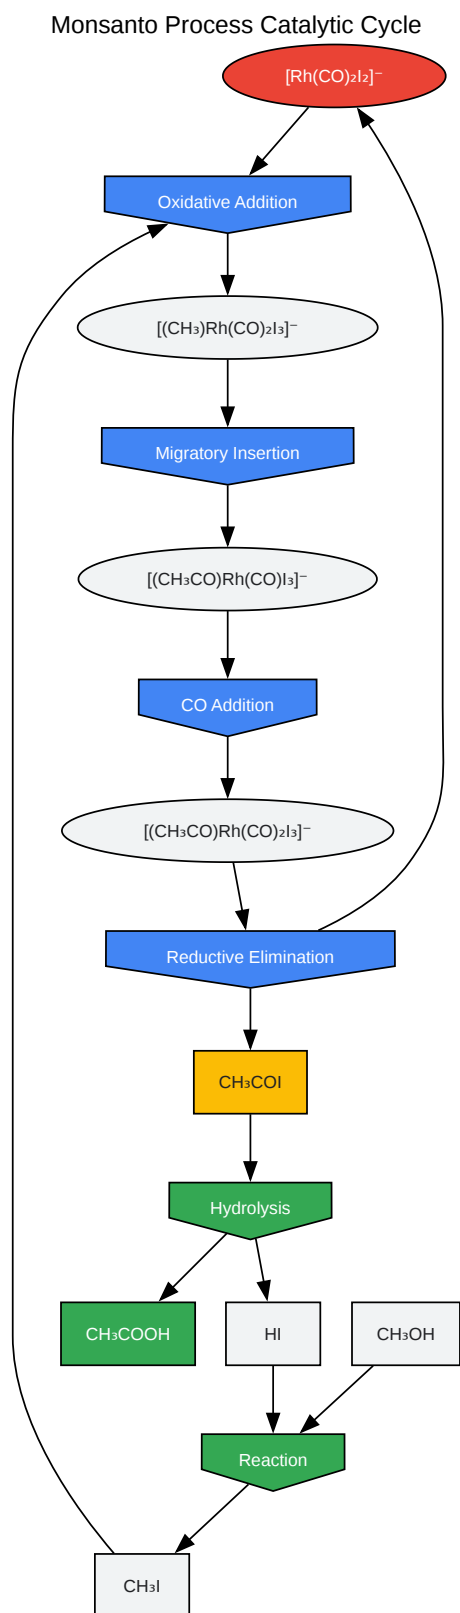 Monsanto Process Catalytic Cycle
[Rh(CO)₂I₂]⁻
Oxidative Addition
[(CH₃)Rh(CO)₂I₃]⁻
Migratory Insertion
[(CH₃CO)Rh(CO)I₃]⁻
CO Addition
[(CH₃CO)Rh(CO)₂I₃]⁻
Reductive Elimination
CH₃COI
Hydrolysis
CH₃COOH
HI
CH₃OH
Reaction
CH₃I